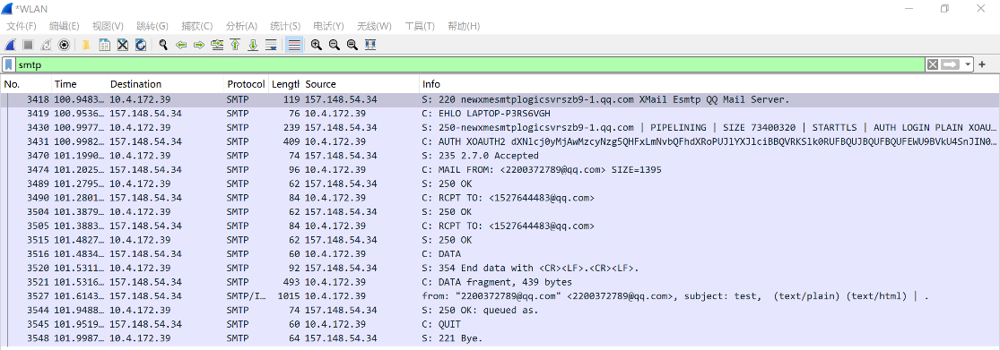 *WLAN
文件(F) 编辑(E) 视图(V) 跳转(G) 捕获(C) 分析(A) 统计(S) 电话(Y) 无线(W) 工具(T) 帮助(H)
smtp
No. Time Destination Protocol Lengtl Source Info
3418 100.9483… 10.4.172.39 SMTP 119 157.148.54.34 S: 220 newxmesmtplogicsvrszb9-1.qq.com XMail Esmtp QQ Mail Server.
3419 100.9536… 157.148.54.34 SMTP 76 10.4.172.39 C: EHLO LAPTOP-P3RS6VGH
3430 100.9977… 10.4.172.39 SMTP 239 157.148.54.34 S: 250-newxmesmtplogicsvrszb9-1.qq.com | PIPELINING | SIZE 73400320 | STARTTLS | AUTH LOGIN PLAIN XOAU…
3431 100.9982… 157.148.54.34 SMTP 409 10.4.172.39 C: AUTH XOAUTH2
3470 101.1990… 10.4.172.39 SMTP 74 157.148.54.34 S: 235 2.7.0 Accepted
3474 101.2025… 157.148.54.34 SMTP 96 10.4.172.39 C: MAIL FROM: <2200372789@qq.com> SIZE=1395
3489 101.2795… 10.4.172.39 SMTP 62 157.148.54.34 S: 250 OK
3490 101.2801… 157.148.54.34 SMTP 84 10.4.172.39 C: RCPT TO: <1527644483@qq.com>
3504 101.3879… 10.4.172.39 SMTP 62 157.148.54.34 S: 250 OK
3505 101.3883… 157.148.54.34 SMTP 84 10.4.172.39 C: RCPT TO: <1527644483@qq.com>
3515 101.4827… 10.4.172.39 SMTP 62 157.148.54.34 S: 250 OK
3516 101.4834… 157.148.54.34 SMTP 60 10.4.172.39 C: DATA
3520 101.5311… 10.4.172.39 SMTP 92 157.148.54.34 S: 354 End data with <CR><LF>.<CR><LF>.
3521 101.5316… 157.148.54.34 SMTP 493 10.4.172.39 C: DATA fragment, 439 bytes
3527 101.6143… 157.148.54.34 SMTP/I… 1015 10.4.172.39 from: "2200372789@qq.com" <2200372789@qq.com>, subject: test, (text/plain) (text/html) | .
3544 101.9488… 10.4.172.39 SMTP 74 157.148.54.34 S: 250 OK: queued as.
3545 101.9519… 157.148.54.34 SMTP 60 10.4.172.39 C: QUIT
3548 101.9987… 10.4.172.39 SMTP 64 157.148.54.34 S: 221 Bye.